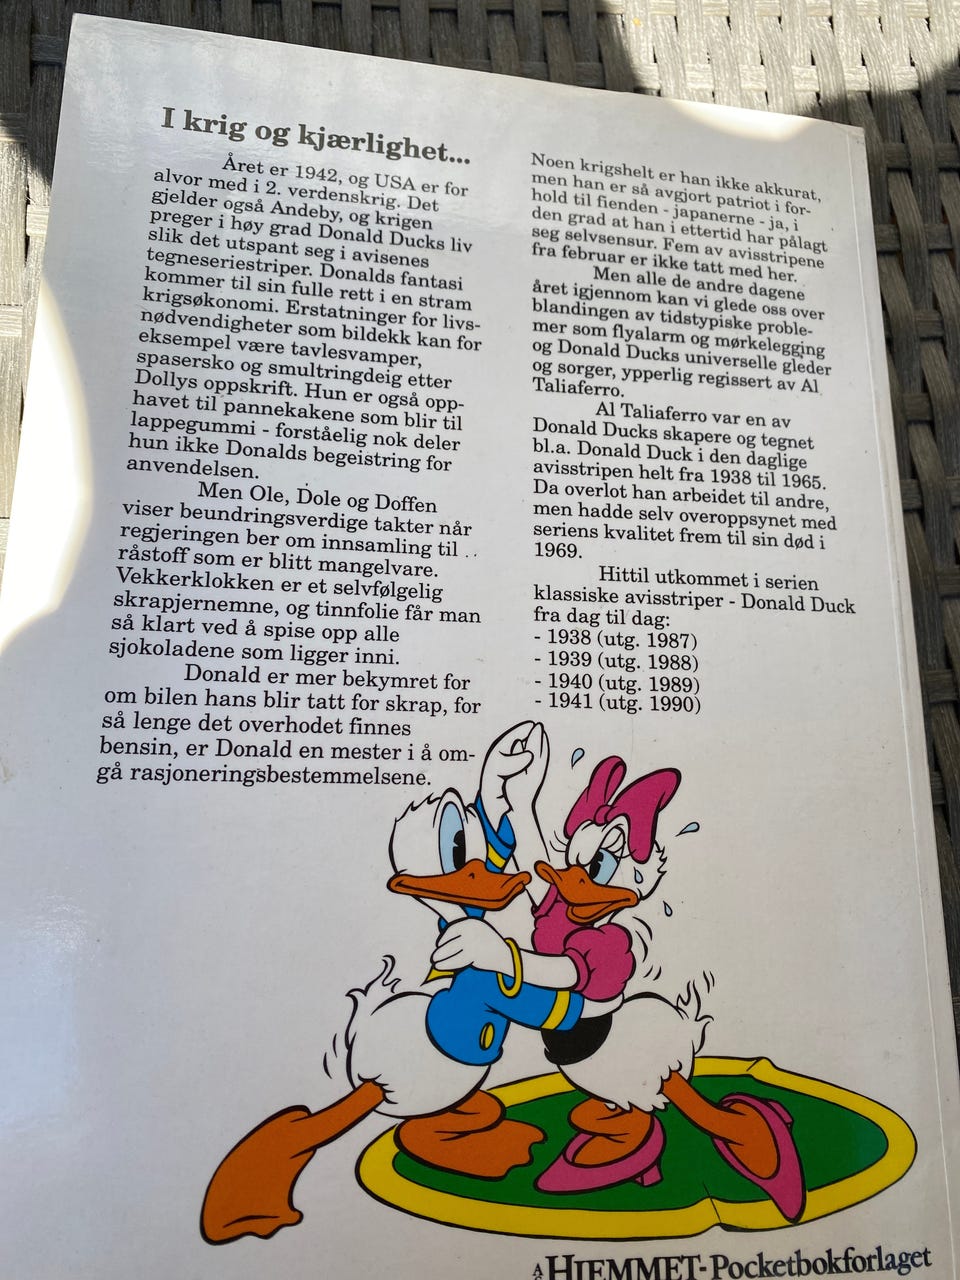 I krig og kjærlighet...
Året er 1942, og USA er for
alvor med i 2. verdenskrig. Det
gjelder også Andeby, og krigen
preger i høy grad Donald Ducks liv
slik det utspant seg i avisenes
tegneseriestriper. Donalds fantasi
kommer til sin fulle rett i en stram
krigsøkonomi. Erstatninger for livs-
nødvendigheter som bildekk kan for
eksempel være tavlesvamper,
spasersko og smultringdeig etter
Dollys oppskrift. Hun er også opp-
havet til pannekakene som blir til
lappegummi - forståelig nok deler
hun ikke Donalds begeistring for
anvendelsen.
Men Ole, Dole og Doffen
viser beundringsverdige takter når
regjeringen ber om innsamling til ..
råstoff som er blitt mangelvare.
Vekkerklokken er et selvfølgelig
skrapjernemne, og tinnfolie får man
så klart ved å spise opp alle
sjokoladene som ligger inni.
Donald er mer bekymret for
om bilen hans blir tatt for skrap, for
så lenge det overhodet finnes
bensin, er Donald en mester i å om-
gå rasjoneringsbestemmelsene.
Noen krigshelt er han ikke akkurat,
men han er så avgjort patriot i for-
hold til fienden - japanerne - ja, i
den grad at han i ettertid har pålagt
seg selvsensur. Fem av avisstripene
fra februar er ikke tatt med her.
Men alle de andre dagene
året igjennom kan vi glede oss over
blandingen av tidstypiske proble-
mer som flyalarm og mørkelegging
og Donald Ducks universelle gleder
og sorger, ypperlig regissert av Al
Taliaferro.
Al Taliaferro var en av
Donald Ducks skapere og tegnet
bl.a. Donald Duck i den daglige
avisstripen helt fra 1938 til 1965.
Da overlot han arbeidet til andre,
men hadde selv overoppsynet med
seriens kvalitet frem til sin død i
1969.
Hittil utkommet i serien
klassiske avisstriper - Donald Duck
fra dag til dag:
- 1938 (utg. 1987)
- 1939 (utg. 1988)
- 1940 (utg. 1989)
- 1941 (utg. 1990)
HJEMMET-Pocketbokforlaget